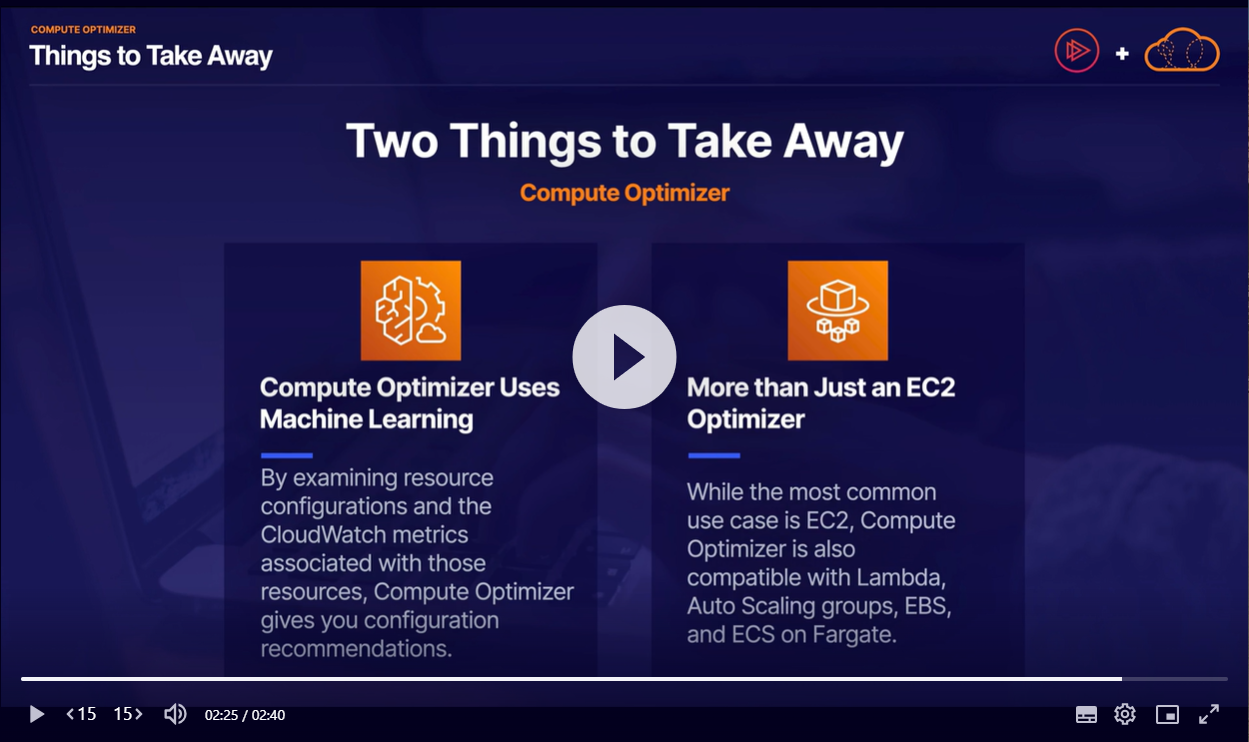 COMPUTE OPTIMIZER
Things to Take Away
+
Two Things to Take Away
Compute Optimizer
Compute Optimizer Uses
Machine Learning
By examining resource
configurations and the
CloudWatch metrics
associated with those
resources, Compute Optimizer
gives you configuration
recommendations.
More than Just an EC2
Optimizer
While the most common
use case is EC2, Compute
Optimizer is also
compatible with Lambda,
Auto Scaling groups, EBS,
and ECS on Fargate.
<15 15> 02:25 / 02:40